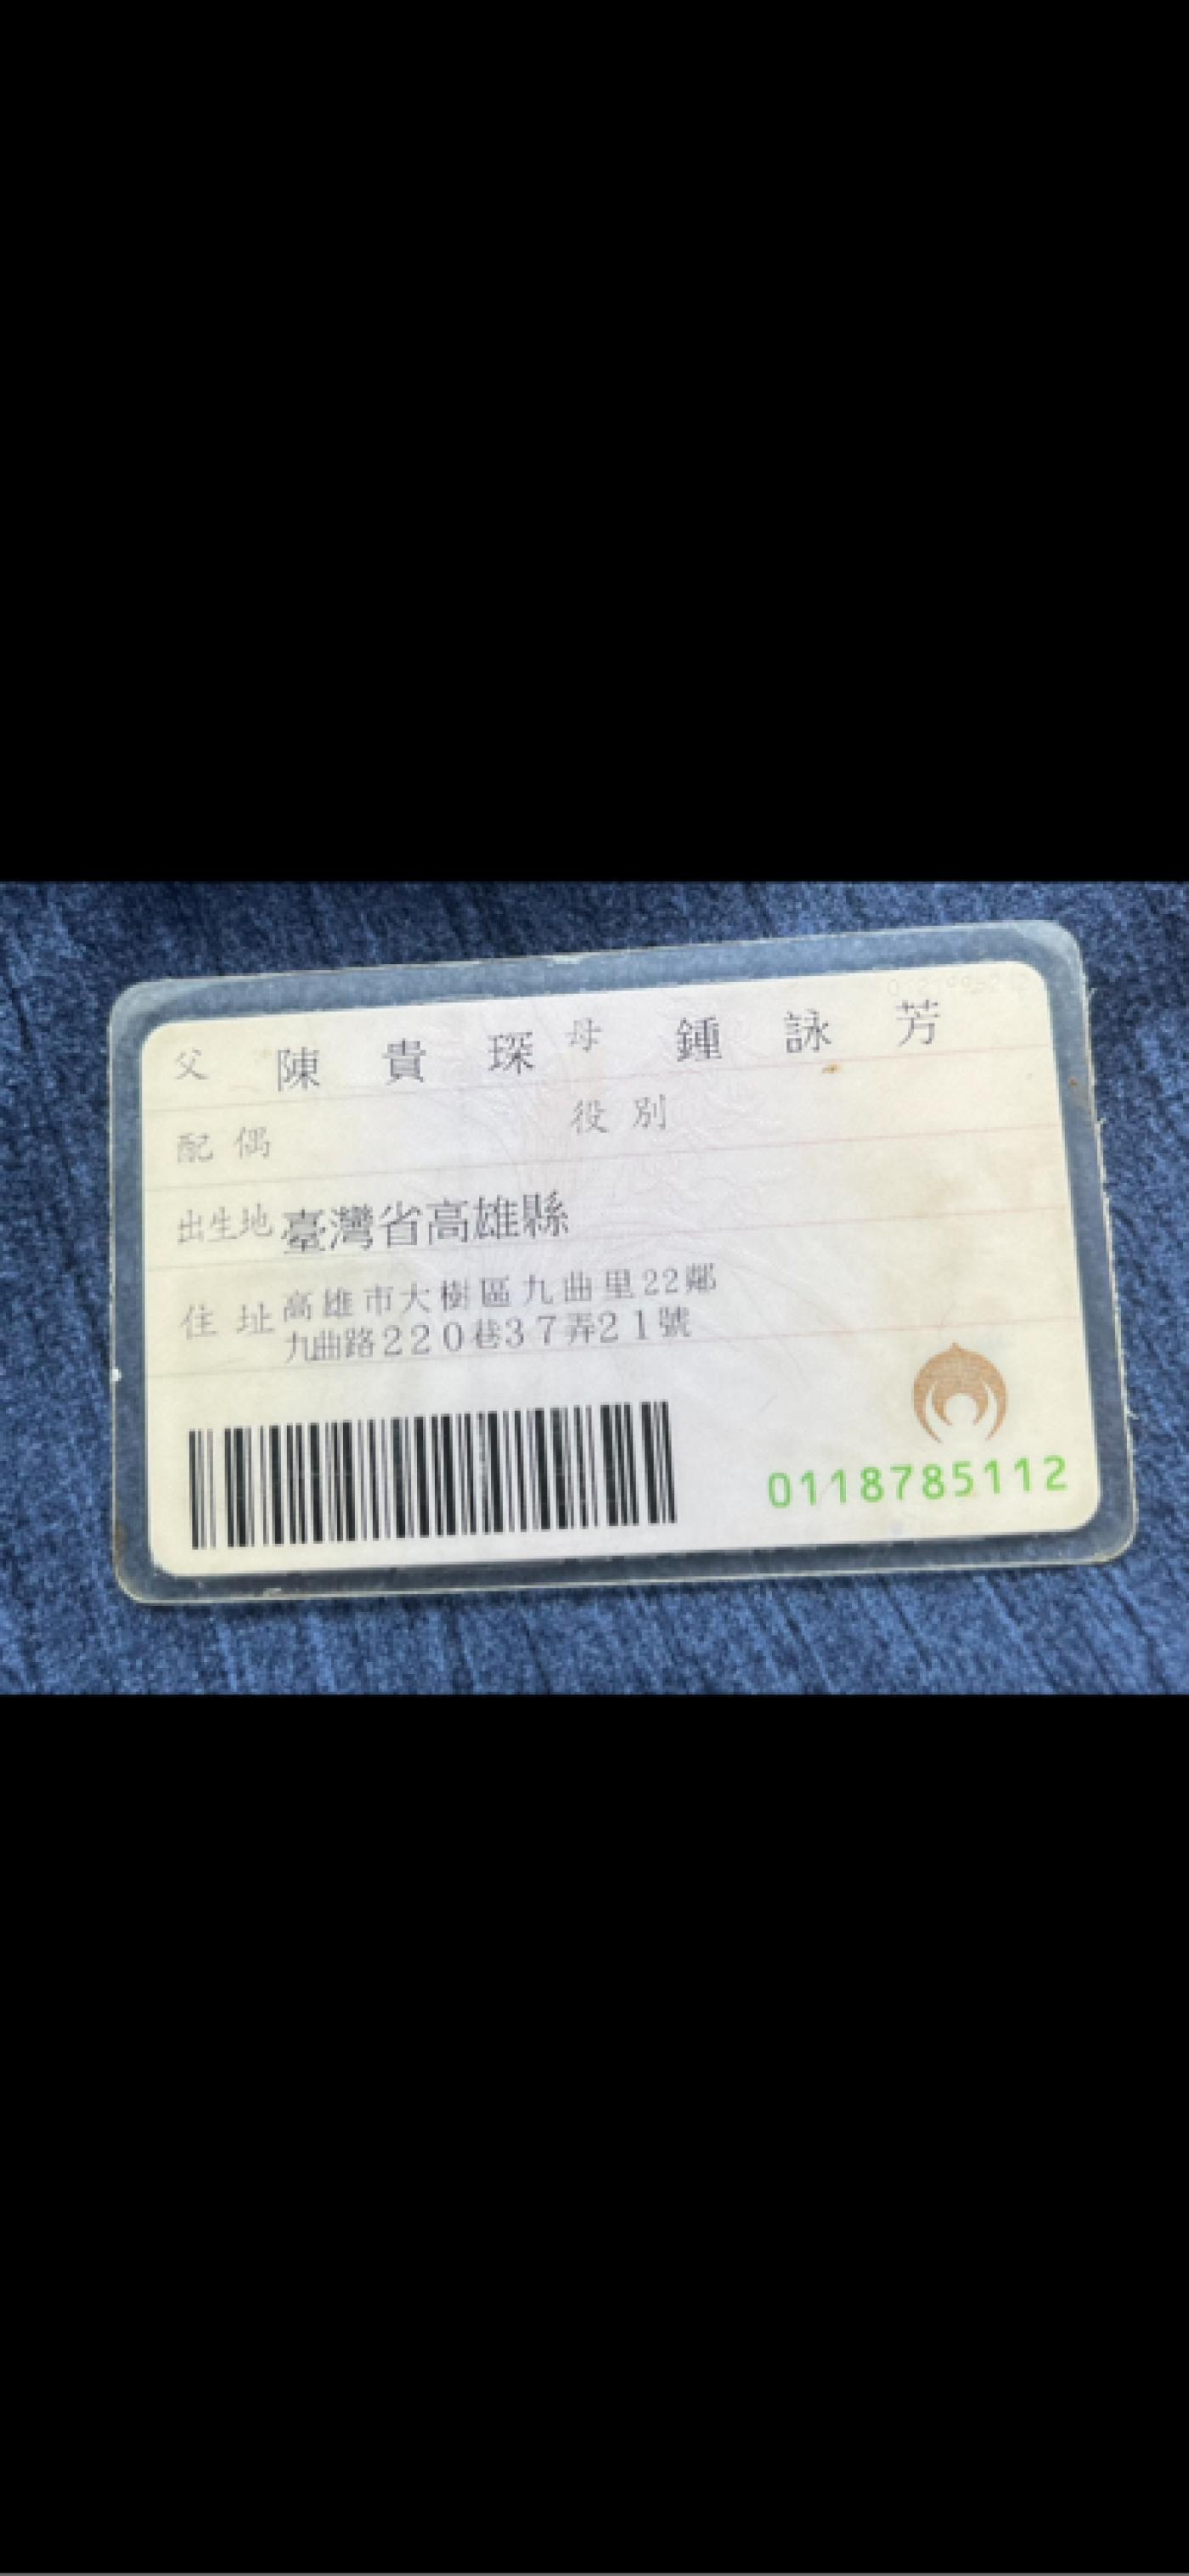 父 陳 貴 琛 母 鍾 詠 芳
配 偶 役 別
出生地 臺灣省高雄縣
住 址 高雄市大樹區九曲里22鄰
九曲路220巷37弄21號
0118785112